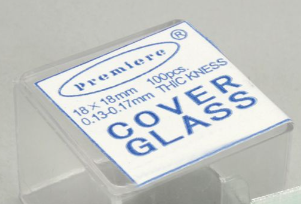 premiere ®
18 × 18mm 100pcs.
0.13-0.17mm THICKNESS
COVER
GLASS